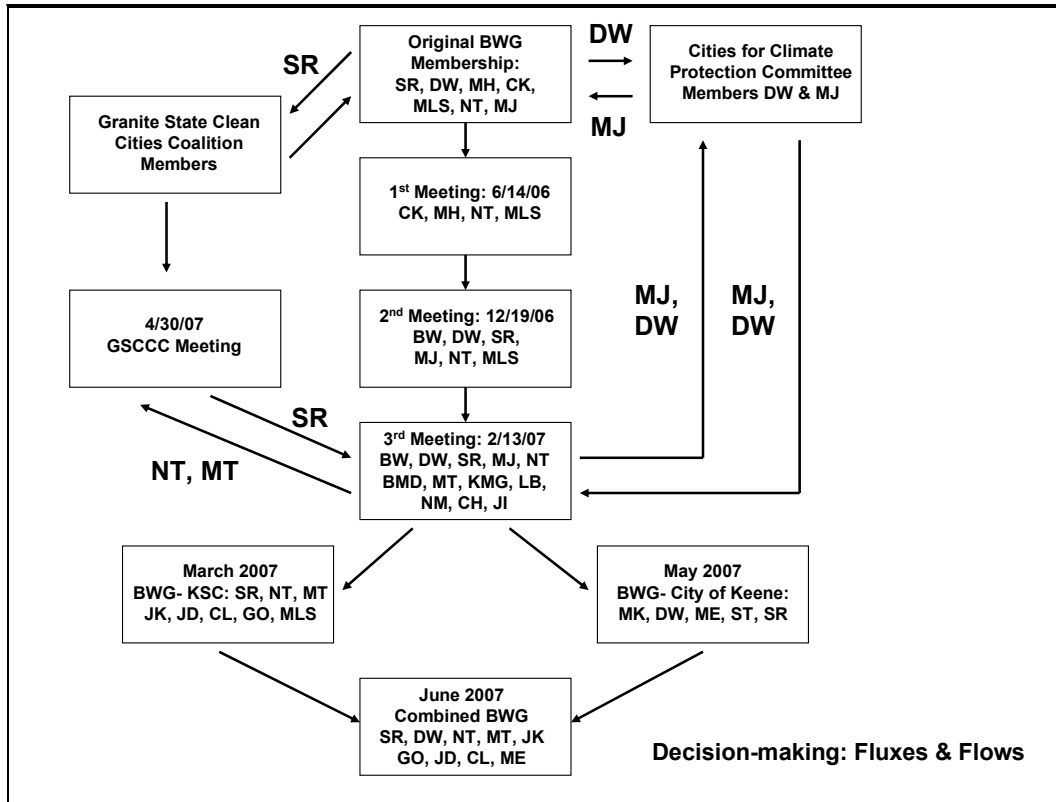 Original BWG
Membership:
SR, DW, MH, CK,
MLS, NT, MJ
DW
MJ
Cities for Climate
Protection Committee
Members DW & MJ
SR
Granite State Clean
Cities Coalition
Members
1st Meeting: 6/14/06
CK, MH, NT, MLS
4/30/07
GSCCC Meeting
2nd Meeting: 12/19/06
BW, DW, SR,
MJ, NT, MLS
MJ,
DW
MJ,
DW
SR
NT, MT
3rd Meeting: 2/13/07
BW, DW, SR, MJ, NT
BMD, MT, KMG, LB,
NM, CH, JI
March 2007
BWG- KSC: SR, NT, MT
JK, JD, CL, GO, MLS
May 2007
BWG- City of Keene:
MK, DW, ME, ST, SR
June 2007
Combined BWG
SR, DW, NT, MT, JK
GO, JD, CL, ME
Decision-making: Fluxes & Flows